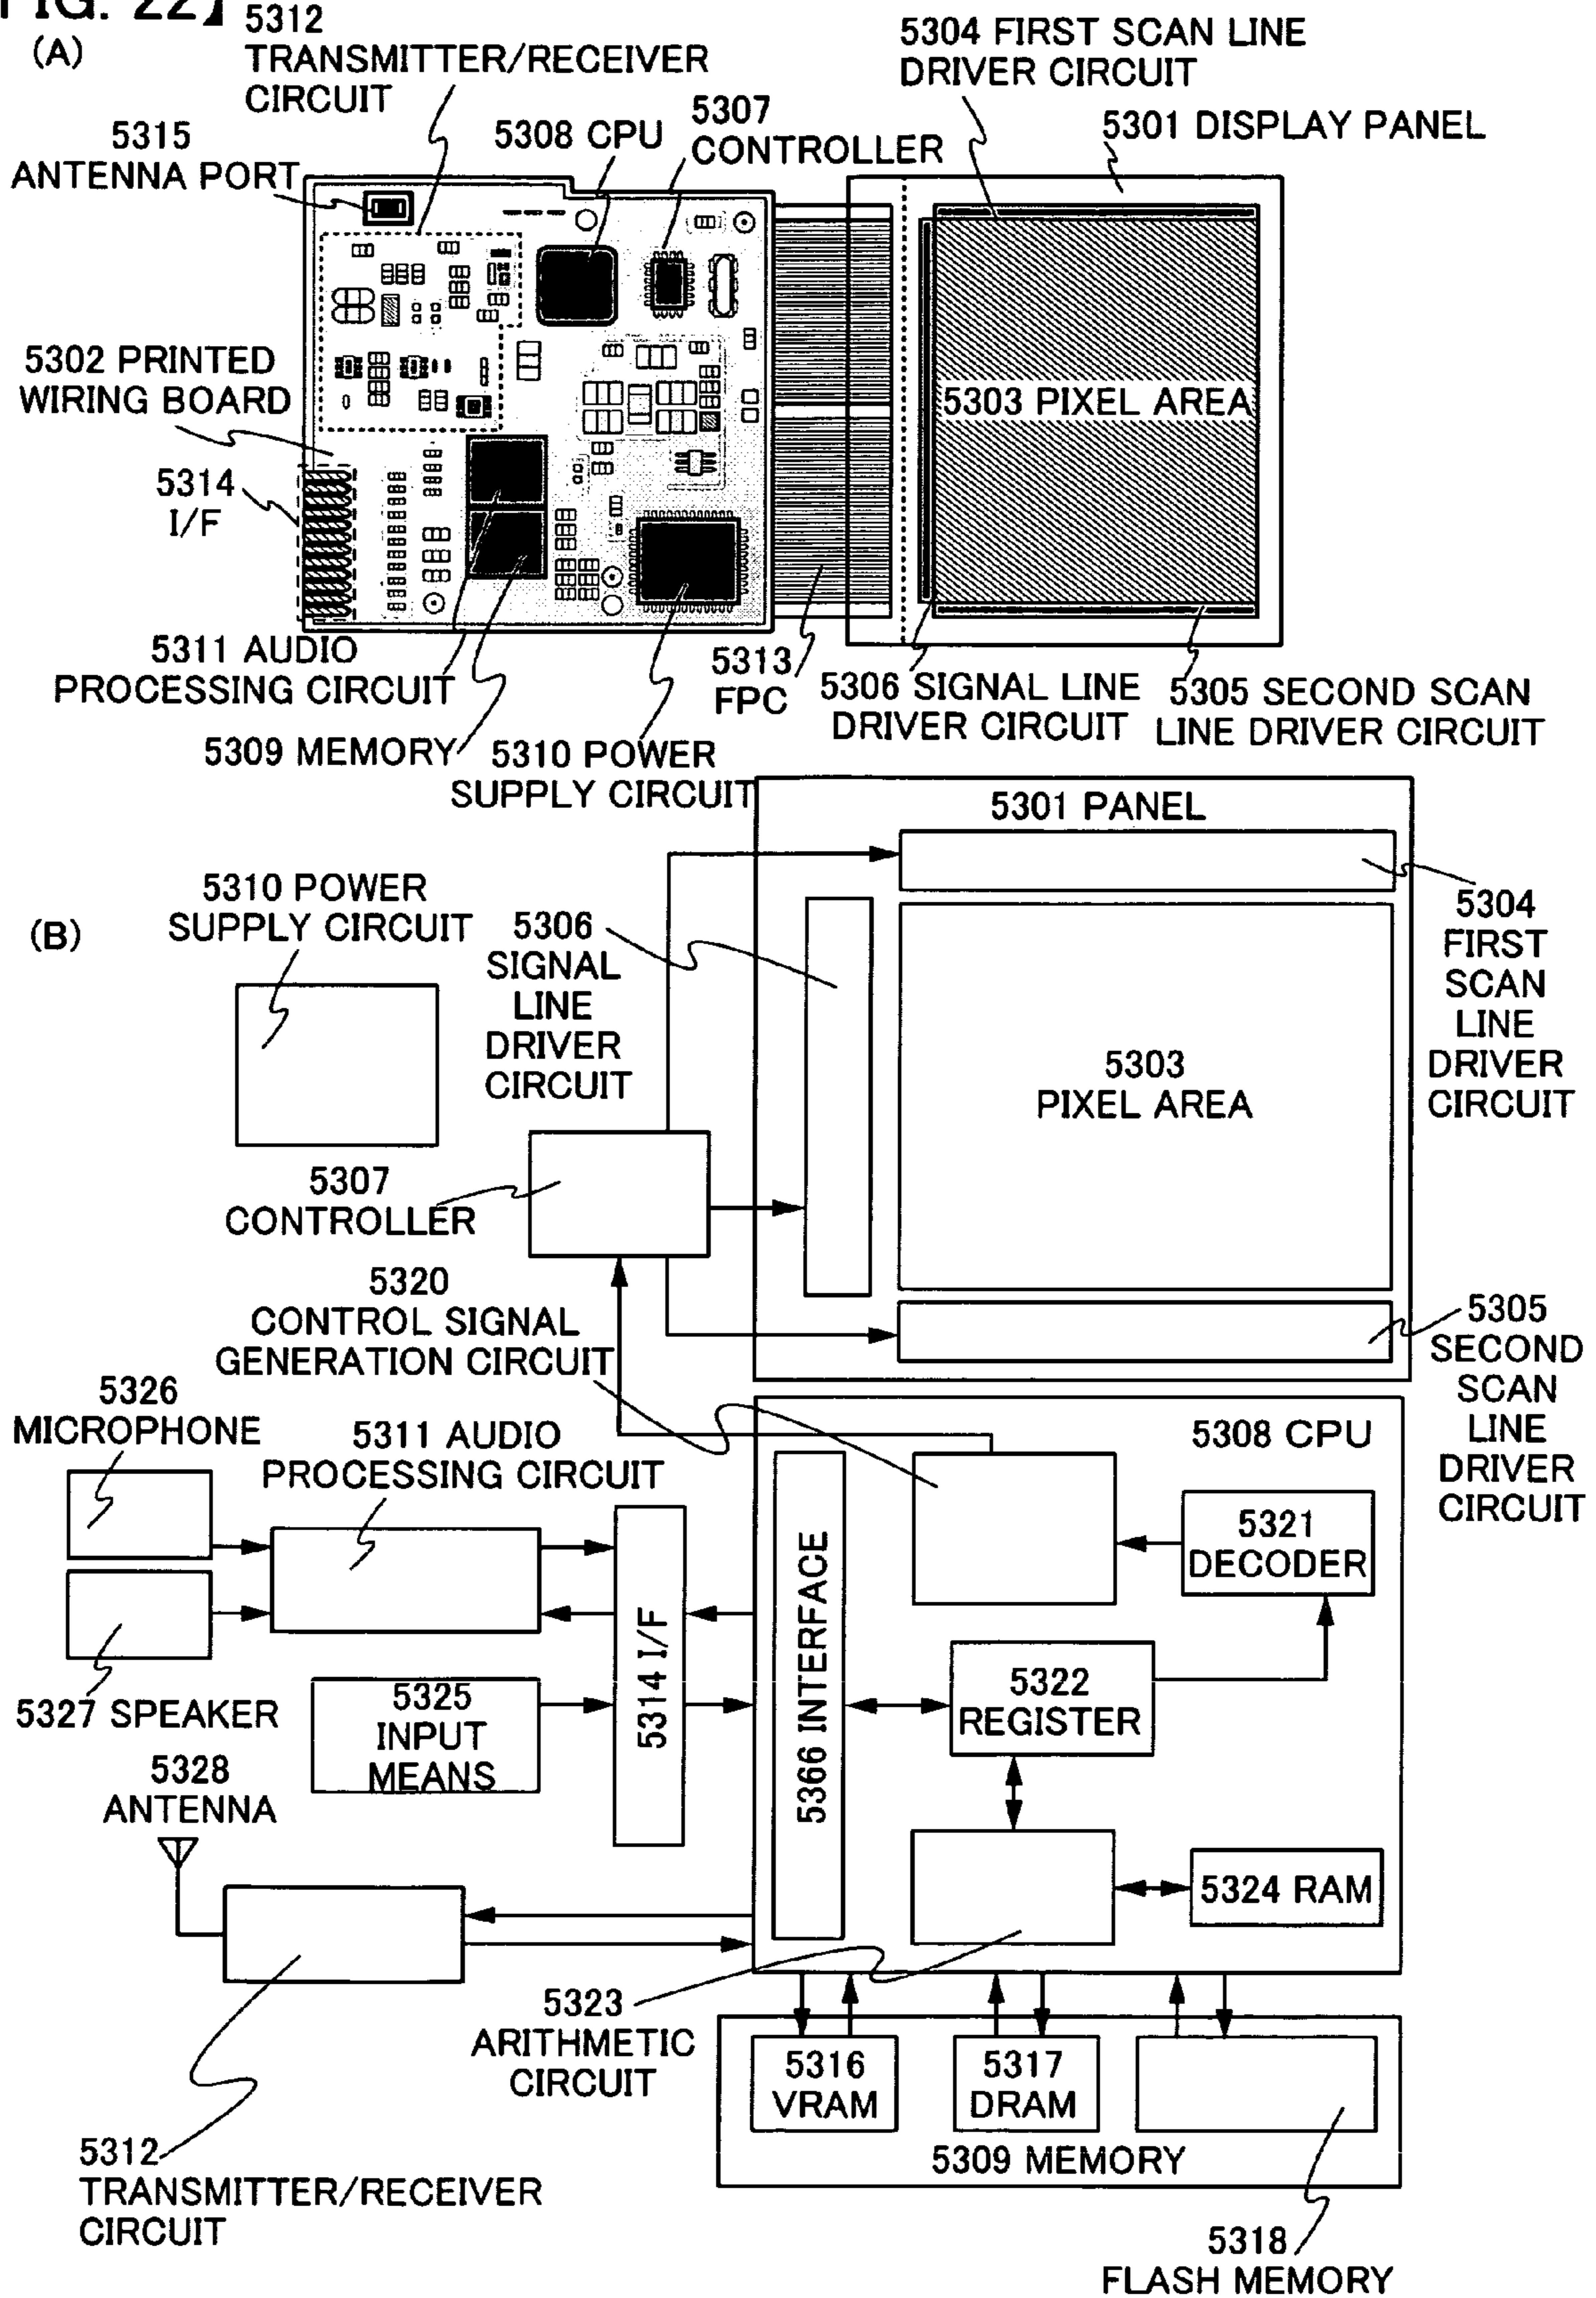 FIG. 22】
(A)
5312
TRANSMITTER/RECEIVER
CIRCUIT
5304 FIRST SCAN LINE
DRIVER CIRCUIT
5315
ANTENNA PORT
5308 CPU
5307
CONTROLLER
5301 DISPLAY PANEL
5302 PRINTED
WIRING BOARD
5303 PIXEL AREA
5314
I/F
5311 AUDIO
PROCESSING CIRCUIT
5313
FPC
5306 SIGNAL LINE
DRIVER CIRCUIT
5305 SECOND SCAN
LINE DRIVER CIRCUIT
5309 MEMORY
5310 POWER
SUPPLY CIRCUIT
(B)
5301 PANEL
5310 POWER
SUPPLY CIRCUIT
5306
SIGNAL
LINE
DRIVER
CIRCUIT
5304
FIRST
SCAN
LINE
DRIVER
CIRCUIT
5303
PIXEL AREA
5307
CONTROLLER
5320
CONTROL SIGNAL
GENERATION CIRCUIT
5305
SECOND
SCAN
LINE
DRIVER
CIRCUIT
5326
MICROPHONE
5311 AUDIO
PROCESSING CIRCUIT
5308 CPU
5321
DECODER
5366 INTERFACE
5314 I/F
5322
REGISTER
5327 SPEAKER
5325
INPUT
MEANS
5328
ANTENNA
5324 RAM
5323
ARITHMETIC
CIRCUIT
5316
VRAM
5317
DRAM
5309 MEMORY
5312
TRANSMITTER/RECEIVER
CIRCUIT
5318
FLASH MEMORY